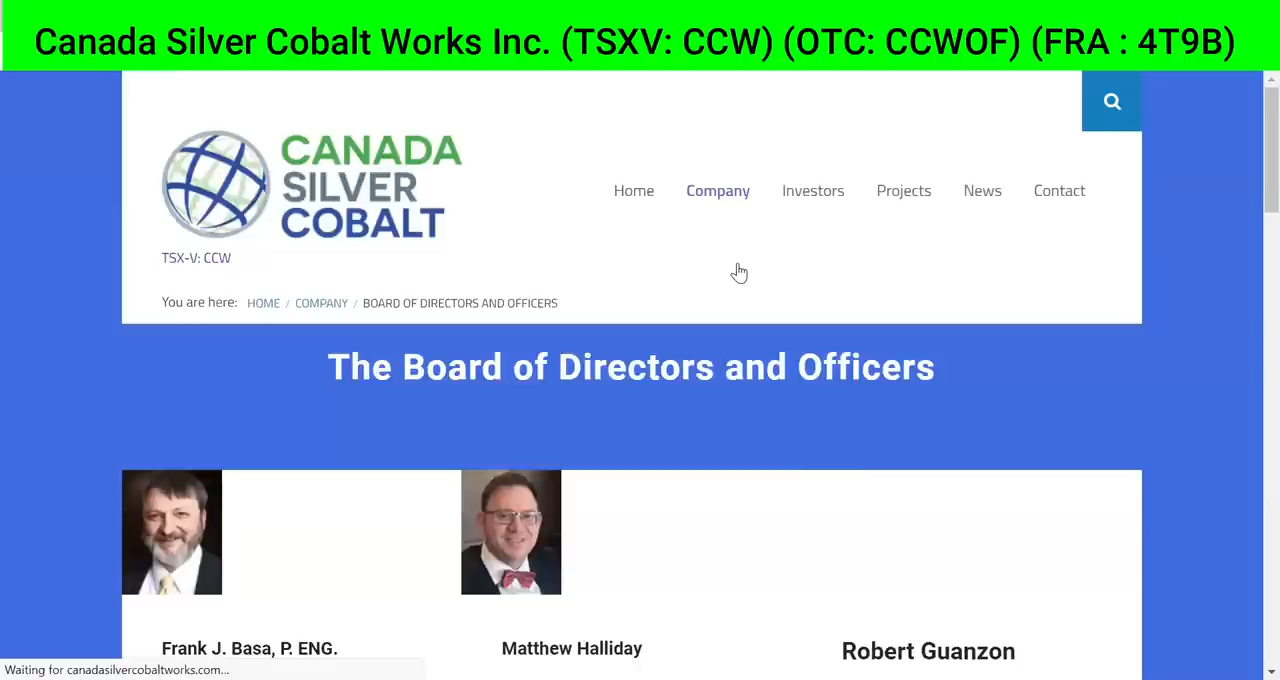 Canada Silver Cobalt Works Inc. (TSXV: CCW) (OTC: CCWOF) (FRA : 4T9B)
CANADA
SILVER
COBALT
Home Company Investors Projects News Contact
TSX-V: CCW
You are here: HOME / COMPANY / BOARD OF DIRECTORS AND OFFICERS
The Board of Directors and Officers
Frank J. Basa, P. ENG. Matthew Halliday Robert Guanzon
Waiting for canadasilvercobaltworks.com...